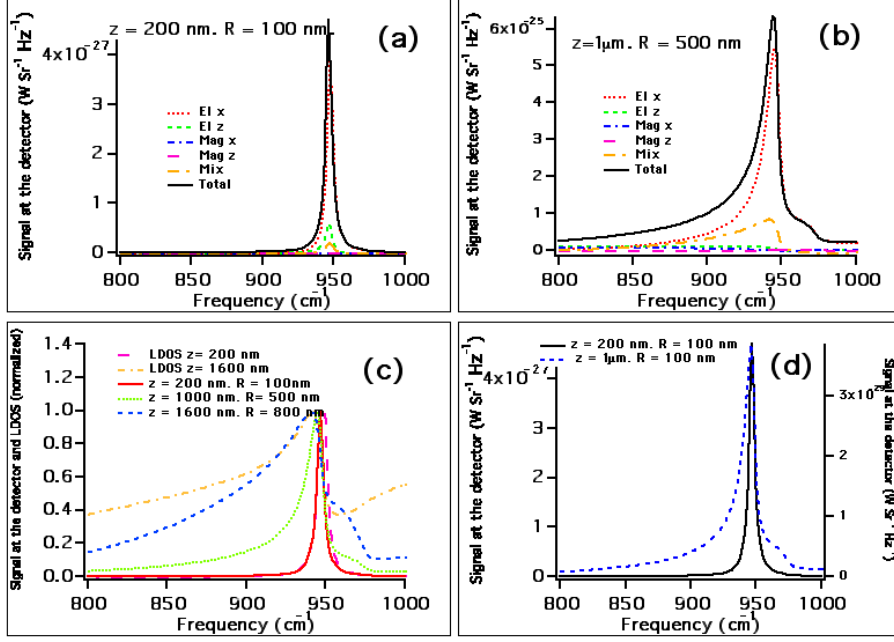 z = 200 nm. R = 100 nm
(a)
4x10⁻²⁷
2
0
El x
El z
Mag x
Mag z
Mix
Total
Signal at the detector (W Sr⁻¹ Hz⁻¹)
800 850 900 950 1000
Frequency (cm⁻¹)
z=1µm. R = 500 nm
(b)
6x10⁻²⁵
5
4
3
2
1
0
El x
El z
Mag x
Mag z
Mix
Total
Signal at the detector (W Sr⁻¹ Hz⁻¹)
800 850 900 950 1000
Frequency (cm⁻¹)
(c)
1.4
1.2
1.0
0.8
0.6
0.4
0.2
0.0
LDOS z= 200 nm
LDOS z= 1600 nm
z = 200 nm. R = 100nm
z = 1000 nm. R= 500 nm
z = 1600 nm. R = 800 nm
Signal at the detector and LDOS (normalized)
800 850 900 950 1000
Frequency (cm⁻¹)
(d)
z = 200 nm. R = 100 nm
z = 1µm. R = 100 nm
4x10⁻²⁷
3
2
1
0
Signal at the detector (W Sr⁻¹ Hz⁻¹)
3x10⁻²⁹
2
1
0
Signal at the detector (W Sr⁻¹ Hz⁻¹)
800 850 900 950 1000
Frequency (cm⁻¹)